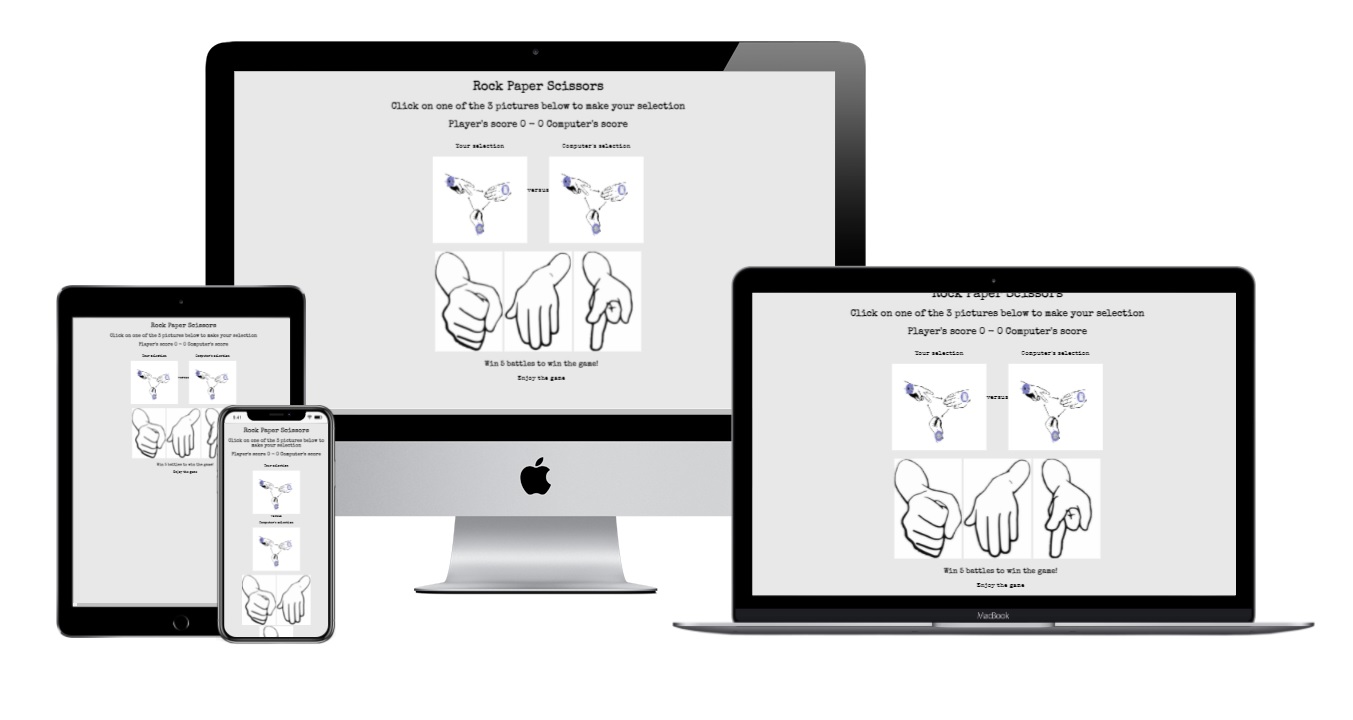 Rock Paper Scissors
Click on one of the 3 pictures below to make your selection
Player's score 0 - 0 Computer's score
Your selection Computer's selection
versus
Win 5 battles to win the game!
Enjoy the game
Rock Paper Scissors
Click on one of the 3 pictures below to make your selection
Player's score 0 - 0 Computer's score
Your selection Computer's selection
versus
Win 5 battles to win the game!
Enjoy the game
9:41
Rock Paper Scissors
Click on one of the 3 pictures below to
make your selection
Player's score 0 - 0 Computer's score
Your selection
versus
Computer's selection
Rock Paper Scissors
Click on one of the 3 pictures below to make your selection
Player's score 0 - 0 Computer's score
Your selection Computer's selection
versus
Win 5 battles to win the game!
Enjoy the game
MacBook